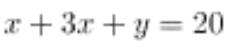 x + 3x + y = 20